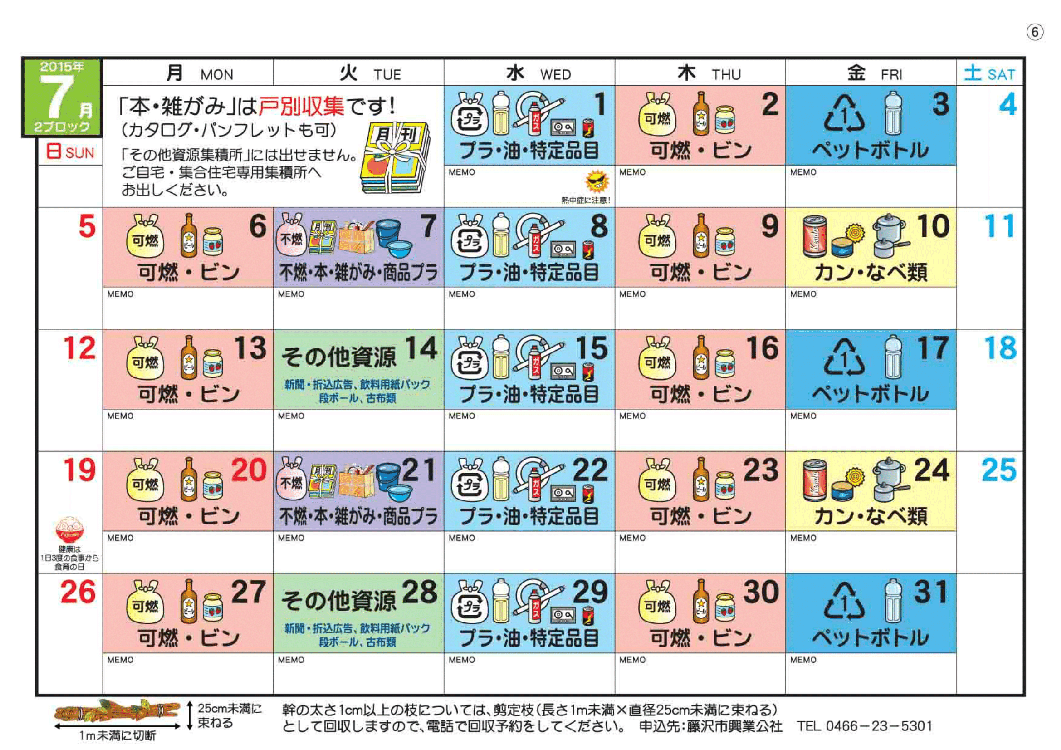 ⑥
2015年
7月
2ブロック
日 SUN
月 MON
火 TUE
水 WED
木 THU
金 FRI
土 SAT
「本・雑がみ」は戸別収集です!
(カタログ・パンフレットも可)
「その他資源集積所」には出せません。
ご自宅・集合住宅専用集積所へ
お出しください。
月刊
1
プラ・油・特定品目
MEMO
熱中症に注意!
2
可燃
可燃・ビン
MEMO
3
ペットボトル
MEMO
4
5
6
可燃
可燃・ビン
MEMO
7
不燃
不燃・本・雑がみ・商品プラ
MEMO
8
プラ・油・特定品目
MEMO
9
可燃
可燃・ビン
MEMO
10
カン・なべ類
MEMO
11
12
13
可燃
可燃・ビン
MEMO
その他資源 14
新聞・折込広告、飲料用紙パック
段ボール、古布類
MEMO
15
プラ・油・特定品目
MEMO
16
可燃
可燃・ビン
MEMO
17
ペットボトル
MEMO
18
19
健康は
1日3度の食事から
食育の日
20
可燃
可燃・ビン
MEMO
21
不燃
不燃・本・雑がみ・商品プラ
MEMO
22
プラ・油・特定品目
MEMO
23
可燃
可燃・ビン
MEMO
24
カン・なべ類
MEMO
25
26
27
可燃
可燃・ビン
MEMO
その他資源 28
新聞・折込広告、飲料用紙パック
段ボール、古布類
MEMO
29
プラ・油・特定品目
MEMO
30
可燃
可燃・ビン
MEMO
31
ペットボトル
MEMO
25cm未満に
束ねる
1m未満に切断
幹の太さ1cm以上の枝については、剪定枝(長さ1m未満×直径25cm未満に束ねる)
として回収しますので、電話で回収予約をしてください。 申込先:藤沢市興業公社 TEL 0466-23-5301